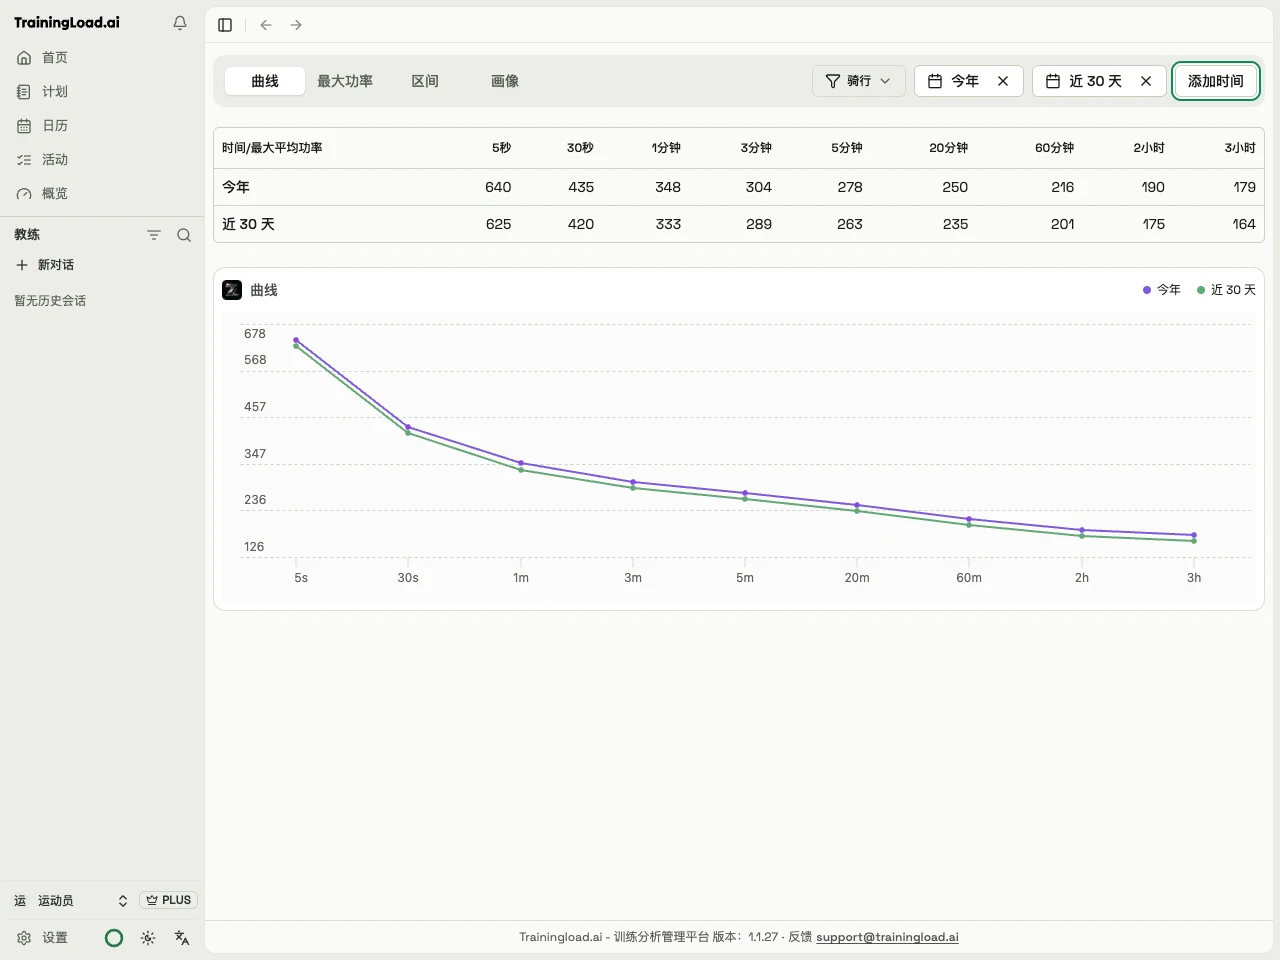 TrainingLoad.ai
首页
计划
日历
活动
概览
教练
新对话
暂无历史会话
运 运动员 PLUS
设置
曲线 最大功率 区间 画像 骑行 今年 近 30 天 添加时间
时间/最大平均功率 5秒 30秒 1分钟 3分钟 5分钟 20分钟 60分钟 2小时 3小时
今年 640 435 348 304 278 250 216 190 179
近 30 天 625 420 333 289 263 235 201 175 164
曲线 今年 近 30 天
678
568
457
347
236
126
5s 30s 1m 3m 5m 20m 60m 2h 3h
Trainingload.ai - 训练分析管理平台 版本: 1.1.27 · 反馈 support@trainingload.ai